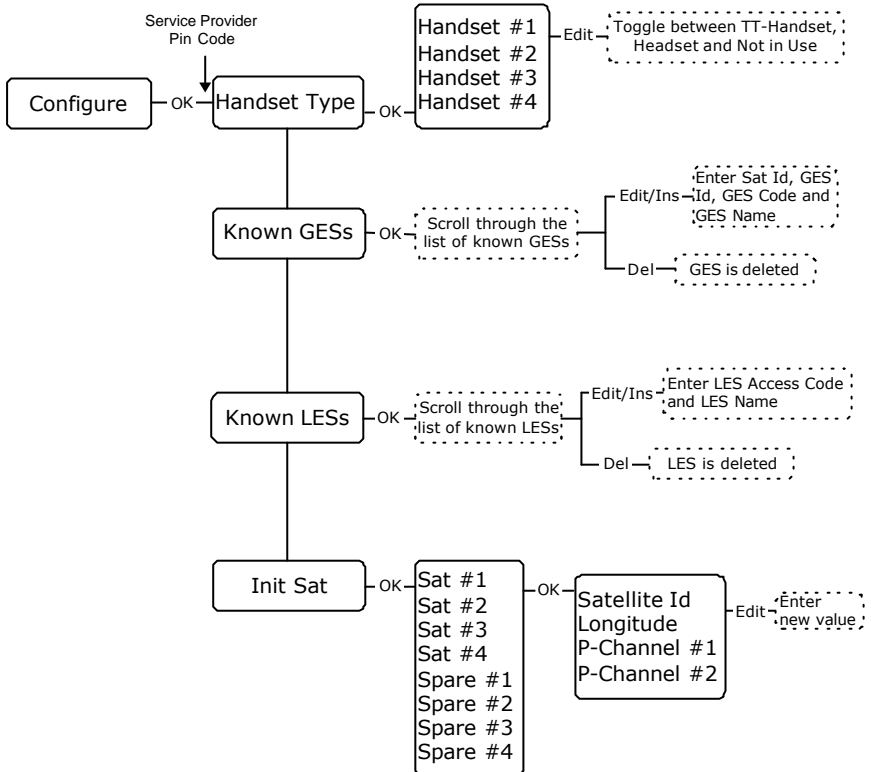 Service Provider
Pin Code
Configure
OK
Handset Type
OK
Handset #1
Handset #2
Handset #3
Handset #4
Edit
Toggle between TT-Handset,
Headset and Not in Use
Known GESs
OK
Scroll through the
list of known GESs
Edit/Ins
Enter Sat Id, GES
Id, GES Code and
GES Name
Del
GES is deleted
Known LESs
OK
Scroll through the
list of known LESs
Edit/Ins
Enter LES Access Code
and LES Name
Del
LES is deleted
Init Sat
OK
Sat #1
Sat #2
Sat #3
Sat #4
Spare #1
Spare #2
Spare #3
Spare #4
OK
Satellite Id
Longitude
P-Channel #1
P-Channel #2
Edit
Enter
new value